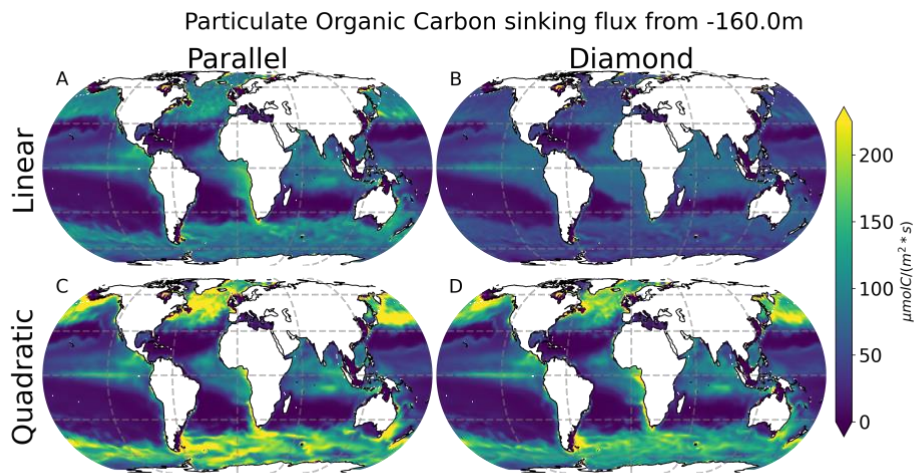 Particulate Organic Carbon sinking flux from -160.0m
Parallel
Diamond
A
B
Linear
C
D
Quadratic
200
150
100
50
0
μmolC/(m² * s)